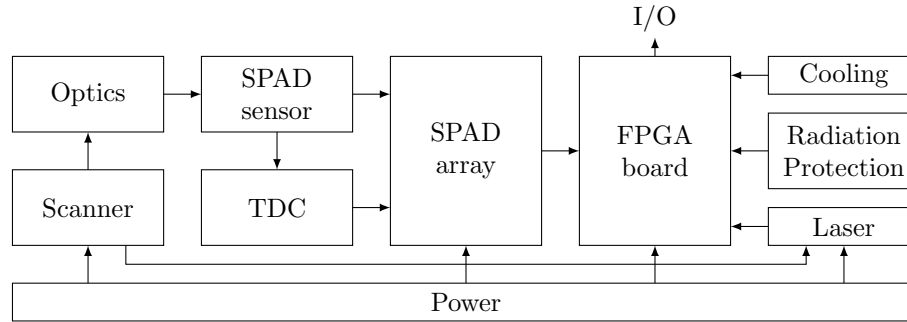 I/O
Optics
SPAD
sensor
SPAD
array
FPGA
board
Cooling
Radiation
Protection
Scanner
TDC
Laser
Power